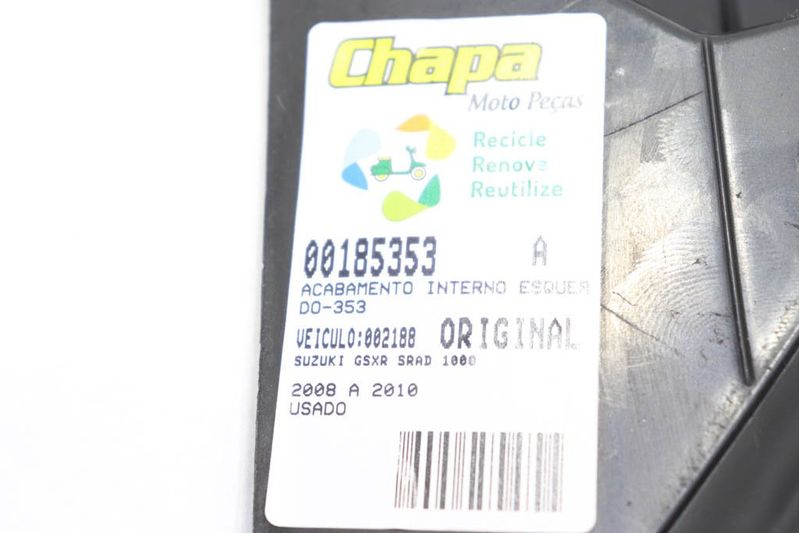 Chapa
Moto Peças
Recicle
Renova
Reutilize
00185353 A
ACABAMENTO INTERNO ESQUER
DO-353
VEICULO:002188 ORIGINAL
SUZUKI GSXR SRAD 1000
2008 A 2010
USADO